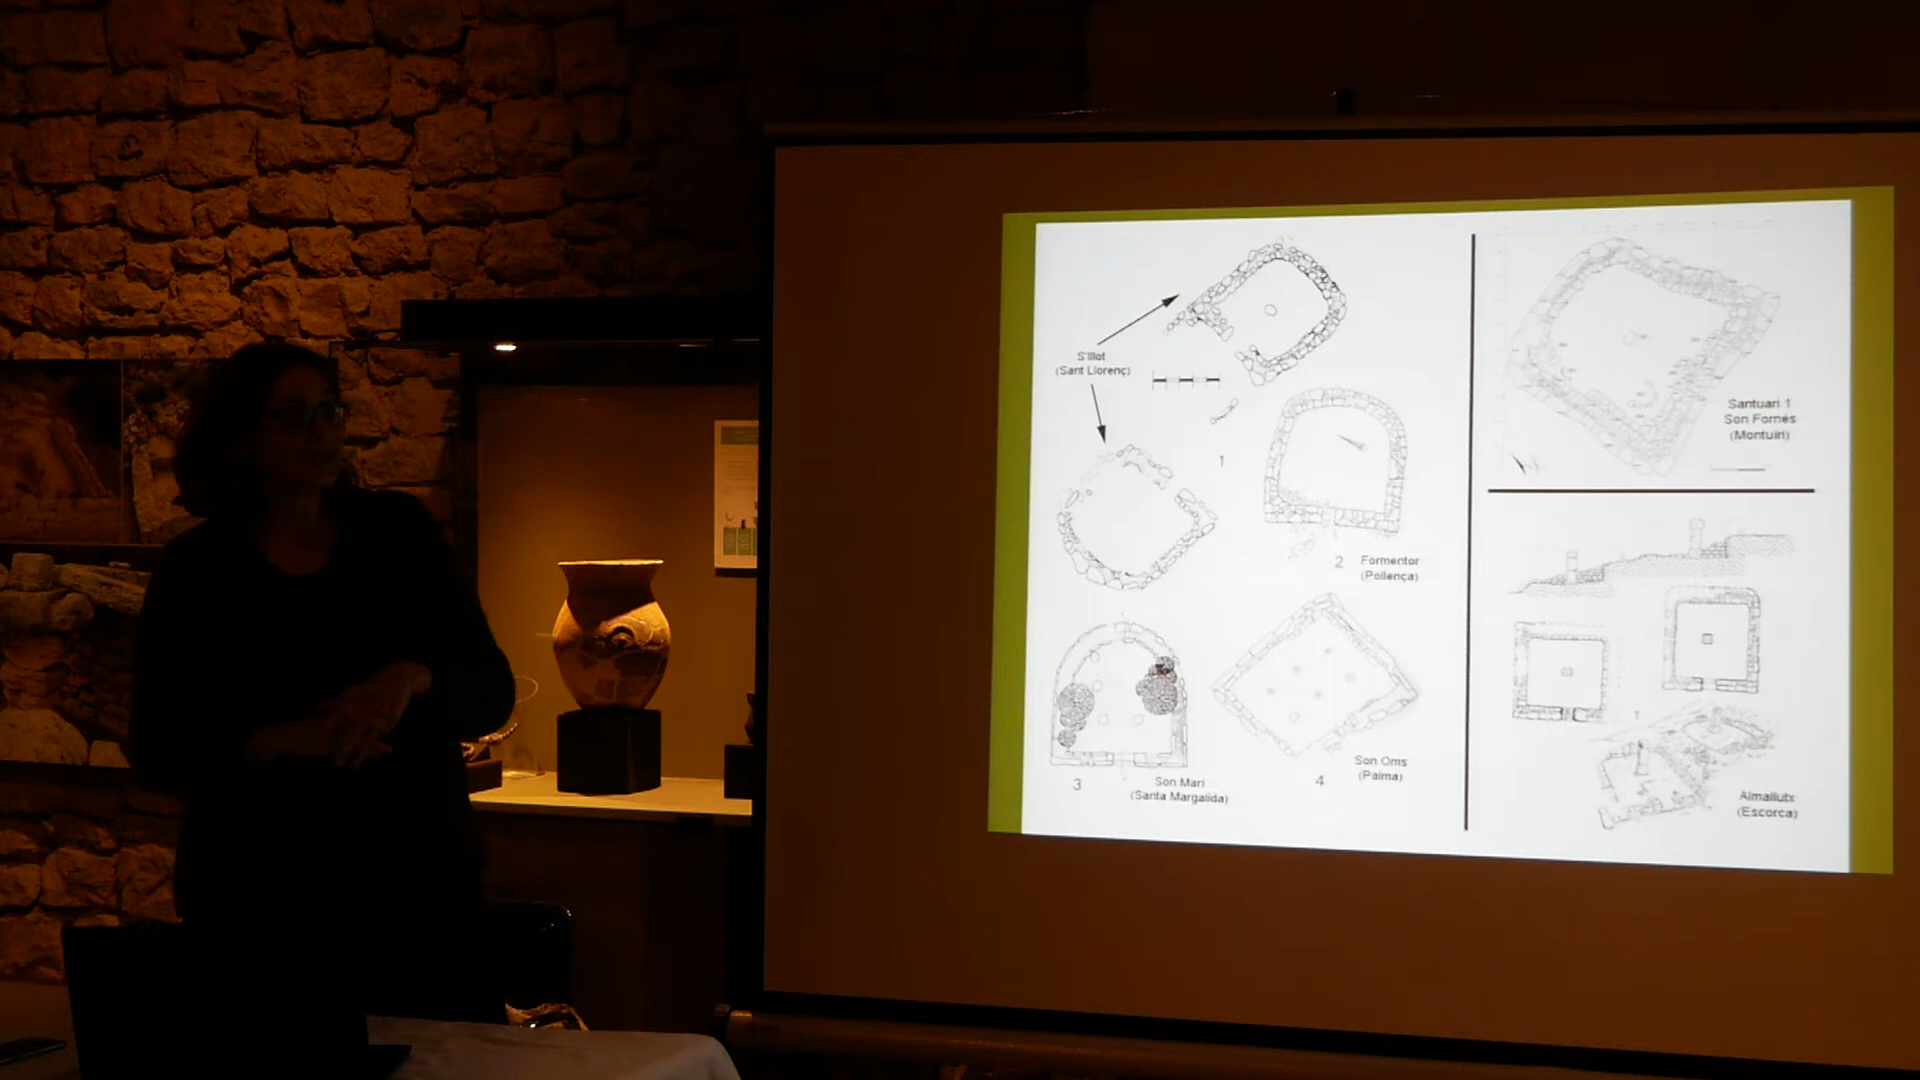 S'Illot
(Sant Llorenç)
1
2 Formentor
(Pollença)
3
Son Mari
(Santa Margalida)
4
Son Oms
(Palma)
Santuari 1
Son Fornés
(Montuïri)
1
Almallutx
(Escorca)